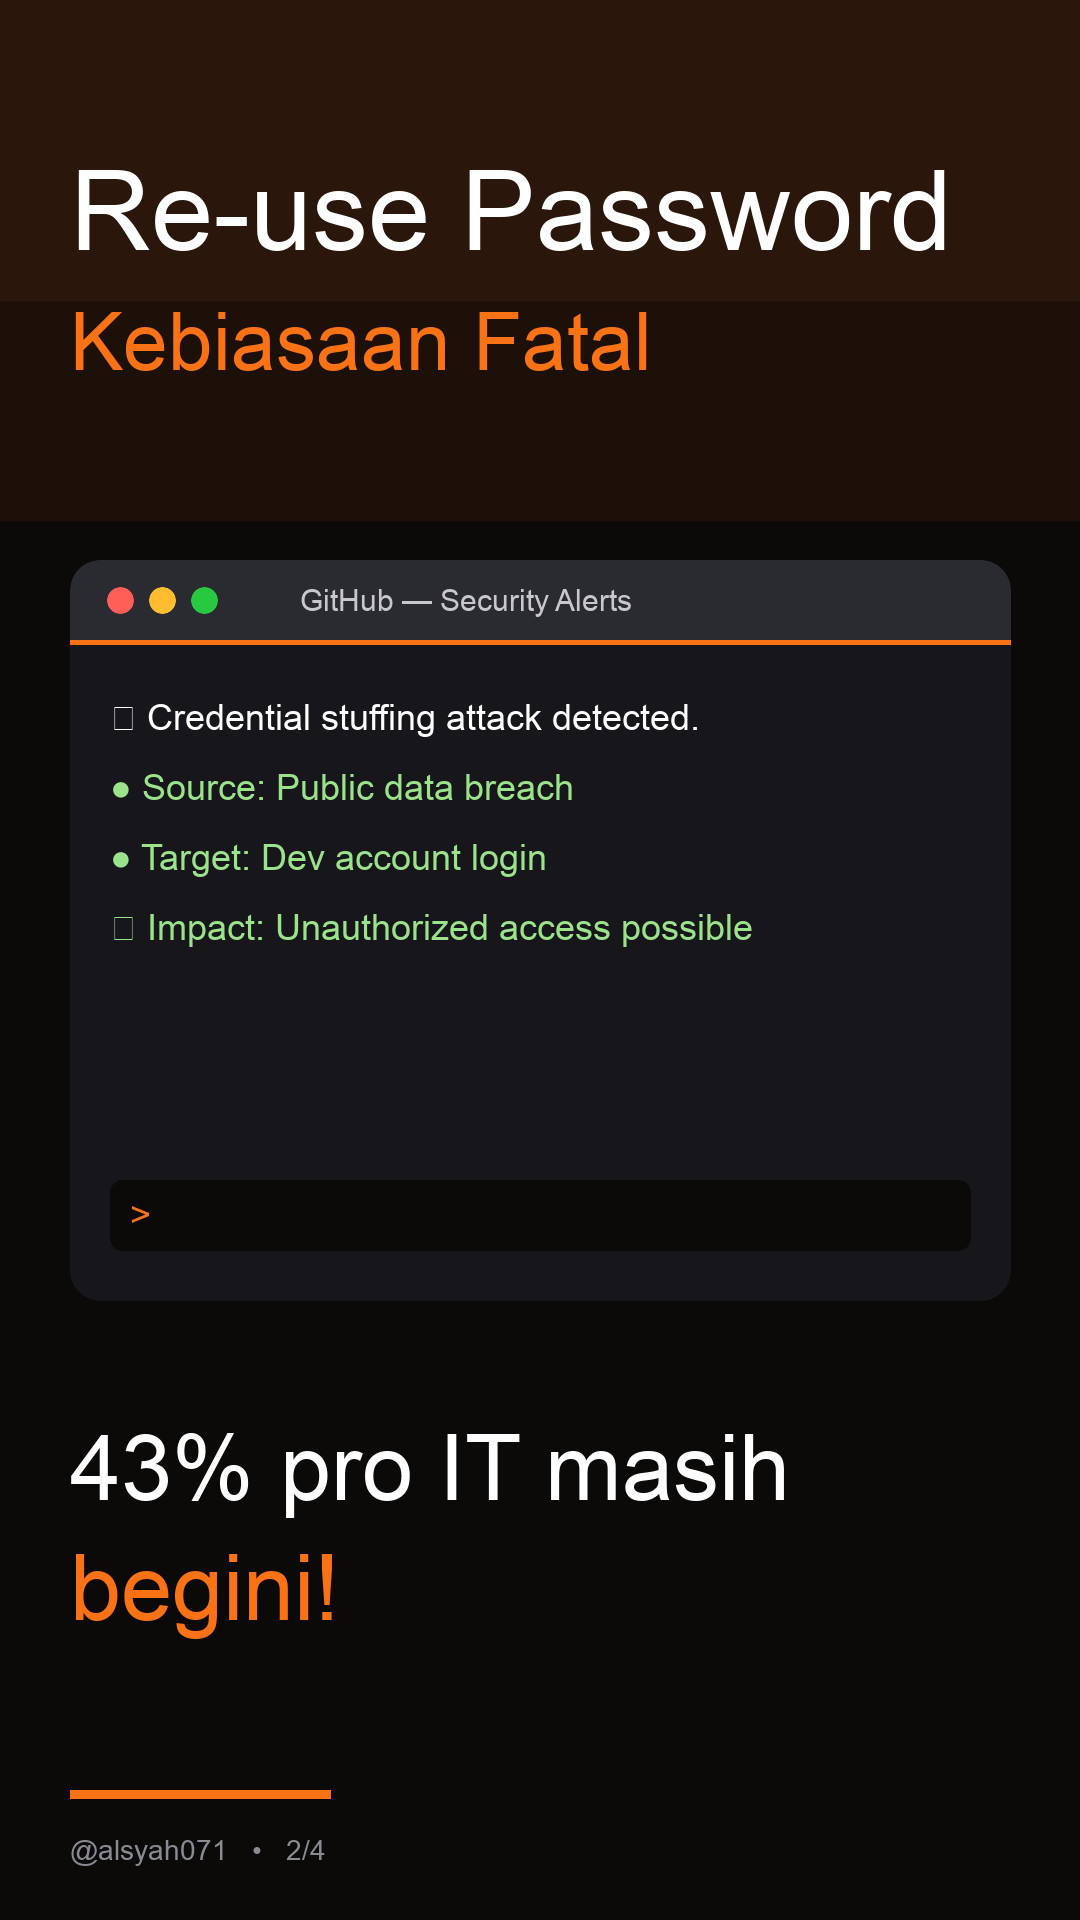 Re-use Password
Kebiasaan Fatal
GitHub — Security Alerts
□ Credential stuffing attack detected.
● Source: Public data breach
● Target: Dev account login
□ Impact: Unauthorized access possible
>
43% pro IT masih
begini!
@alsyah071 • 2/4